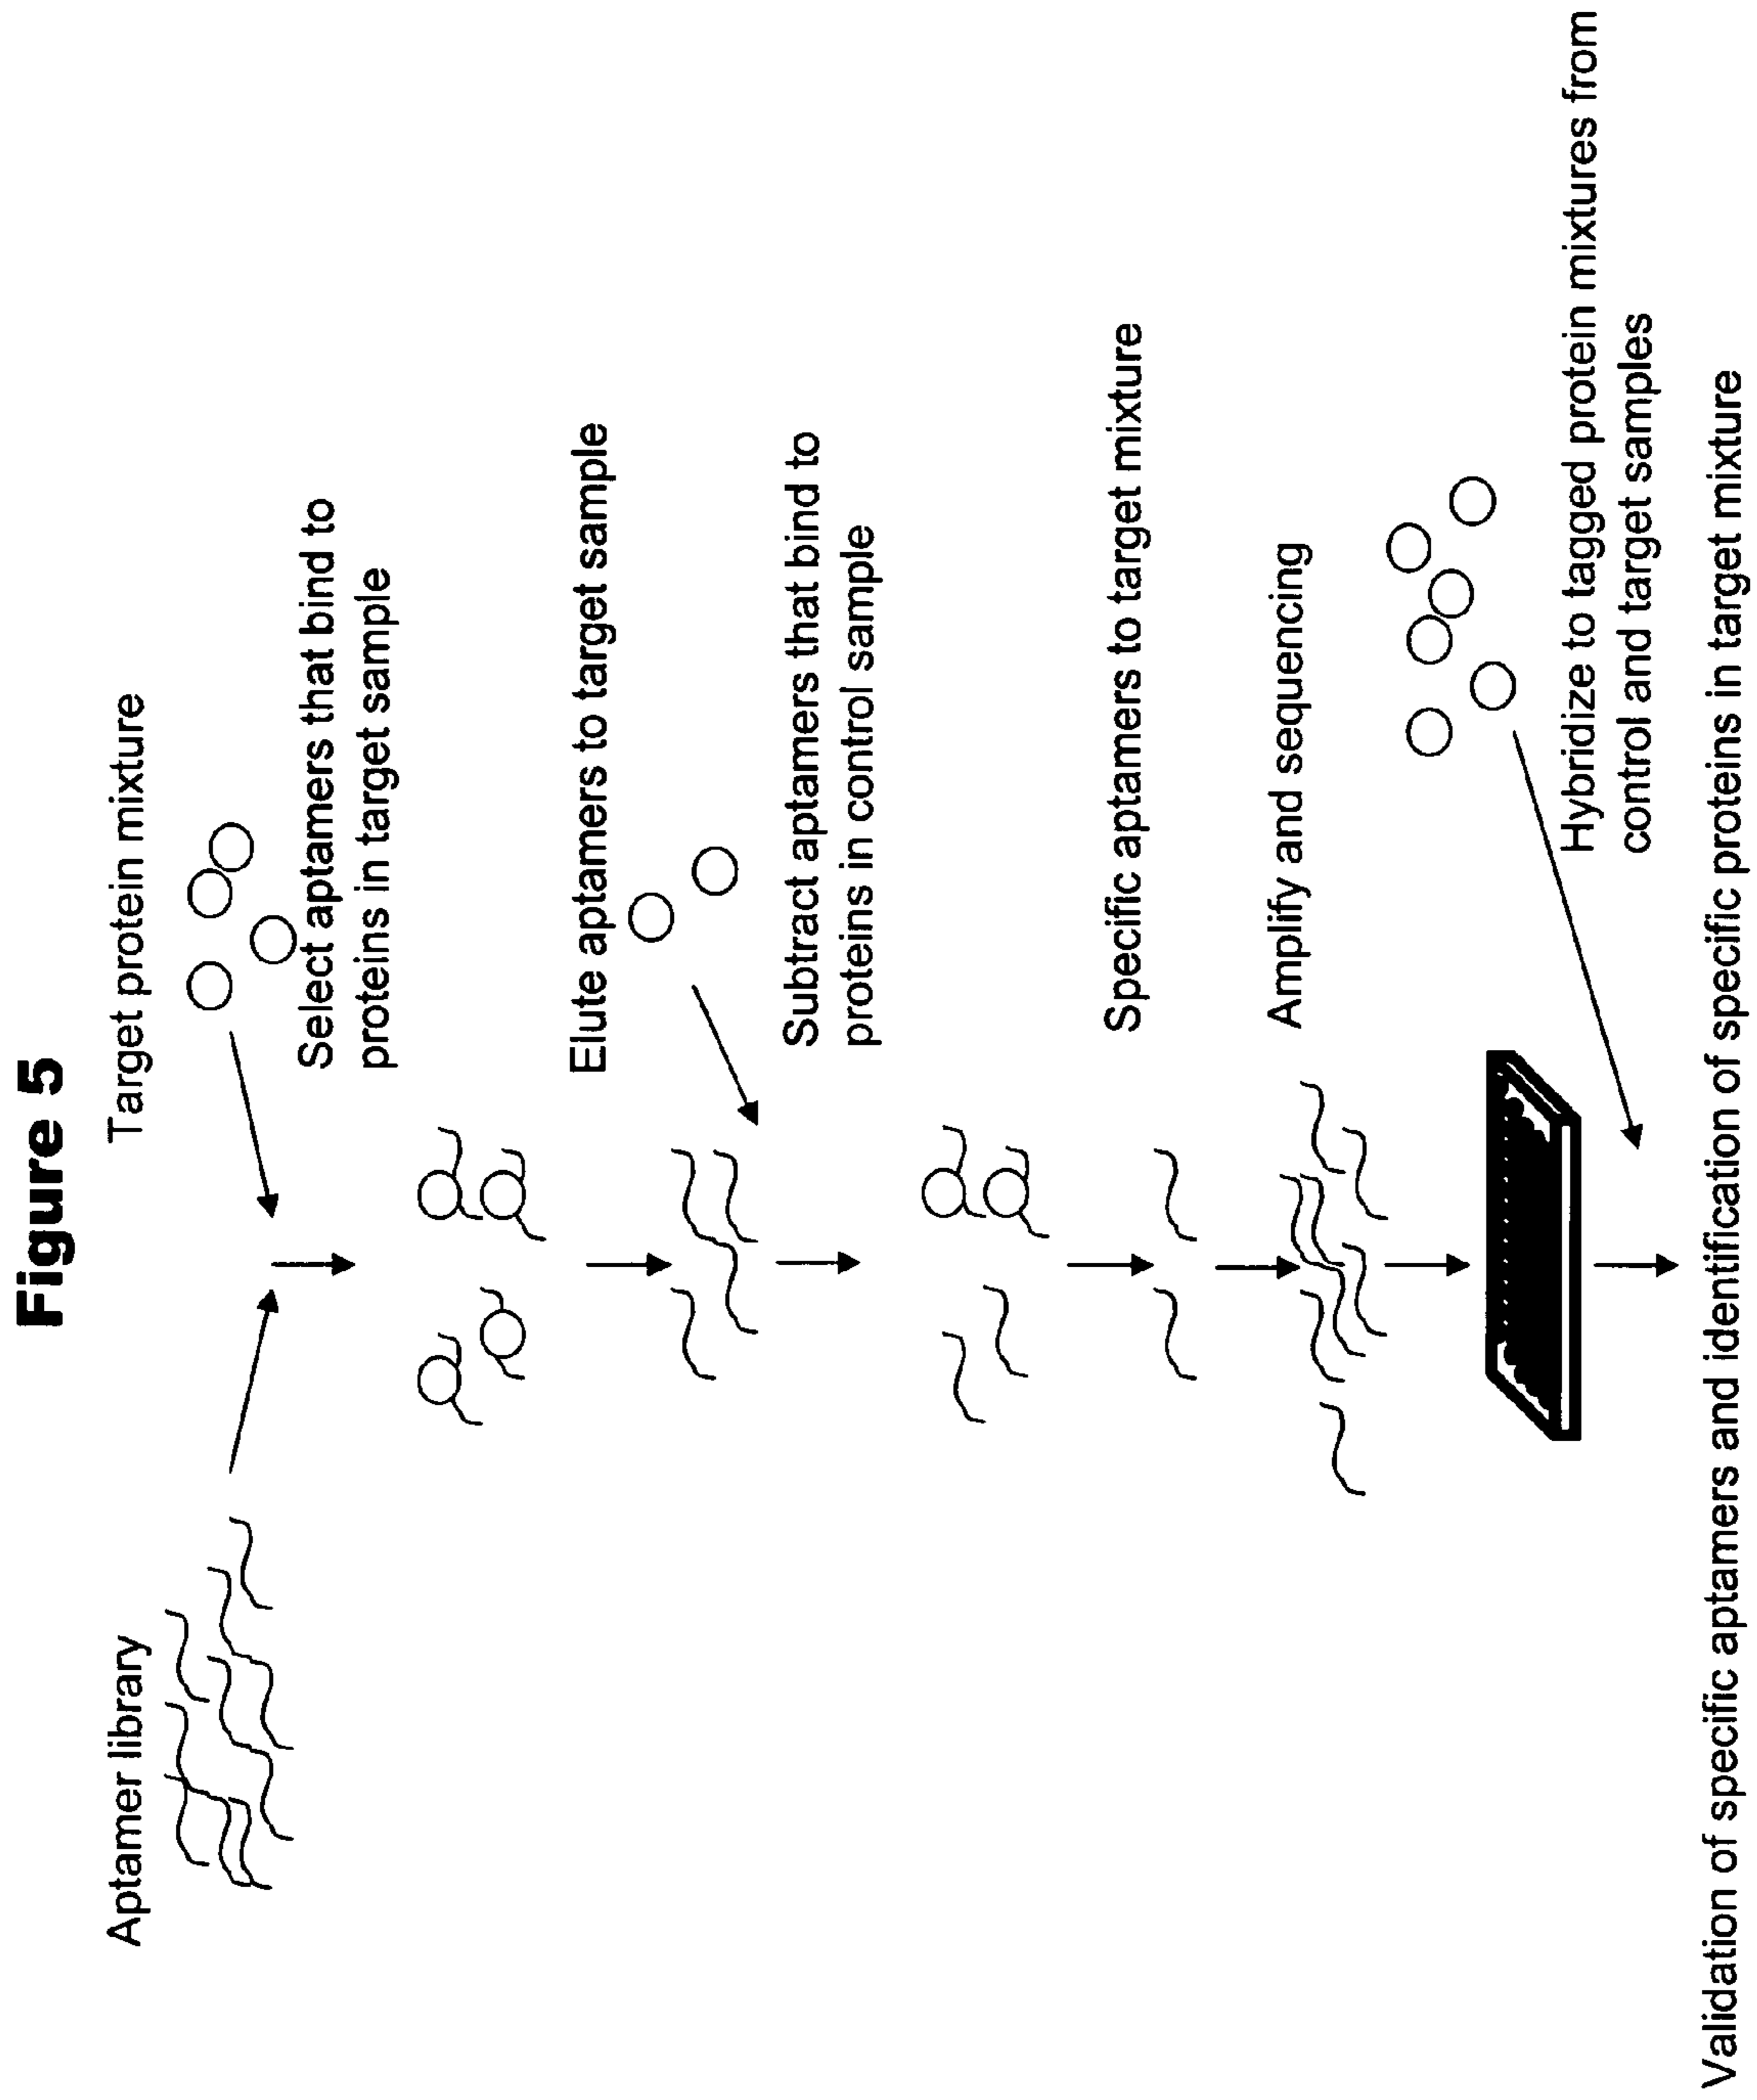 Figure 5
Aptamer library
Target protein mixture
Select aptamers that bind to
proteins in target sample
Elute aptamers to target sample
Subtract aptamers that bind to
proteins in control sample
Specific aptamers to target mixture
Amplify and sequencing
Hybridize to tagged protein mixtures from
control and target samples
Validation of specific aptamers and identification of specific proteins in target mixture